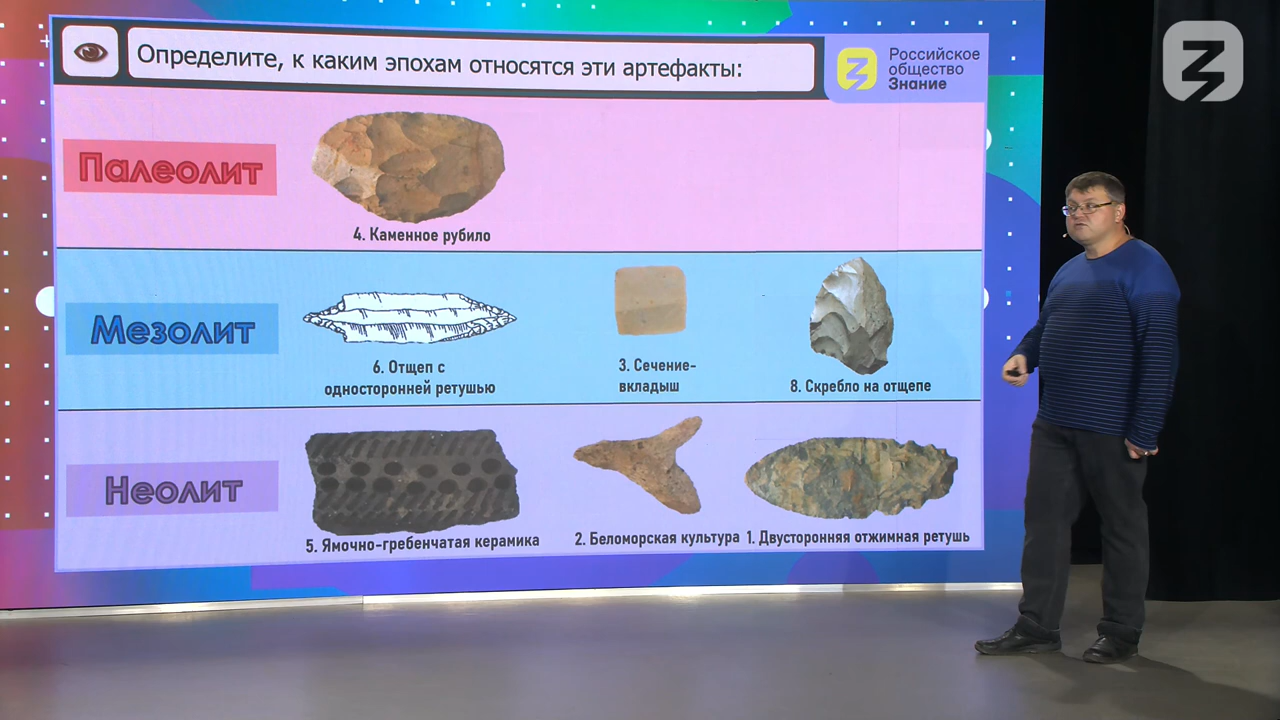 Определите, к каким эпохам относятся эти артефакты:
Российское
общество
Знание
Палеолит
4. Каменное рубило
Мезолит
6. Отщеп с
односторонней ретушью
3. Сечение-
вкладыш
8. Скребло на отщепе
Неолит
5. Ямочно-гребенчатая керамика
2. Беломорская культура
1. Двусторонняя отжимная ретушь